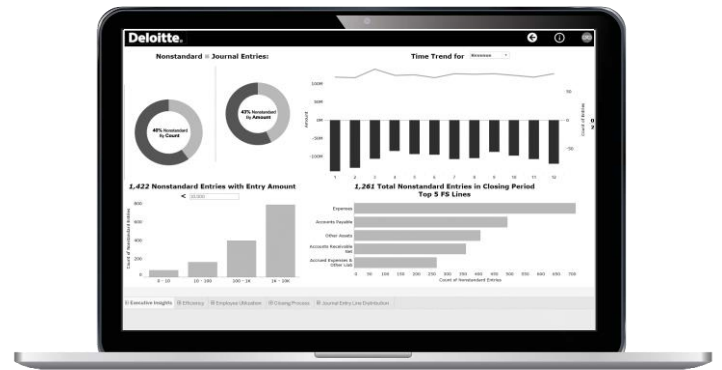 Deloitte.
Nonstandard = Journal Entries:
Time Trend for Revenue
40% Nonstandard
By Count
43% Nonstandard
By Amount
Amount
100M
50M
0M
-50M
-100M
50
0
-50
Count of Entries
1 2 3 4 5 6 7 8 9 10 11 12
1,422 Nonstandard Entries with Entry Amount
<
1,261 Total Nonstandard Entries in Closing Period
Top 5 FS Lines
Count of Nonstandard Entries
800
600
400
200
0
0 - 10 10 - 100 100 - 1K 1K - 10K
Expenses
Accounts Payable
Other Assets
Accounts Receivable
Net
Accrued Expenses &
Other Liab
0 50 100 150 200 250 300 350 400 450 500 550 600 650 700
Count of Nonstandard Entries
Executive Insights Efficiency Employee Utilization Closing Process Journal Entry Line Distribution